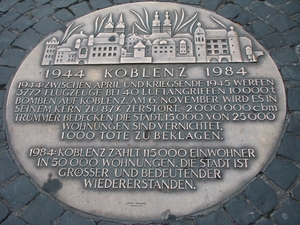 1944 KOBLENZ 1984
1944: ZWISCHEN APRIL UND KRIEGSENDE 1945 WERFEN
3772 FLUGZEUGE BEI 40 LUFTANGRIFFEN 10000 t
BOMBEN AUF KOBLENZ. AM 6. NOVEMBER WIRD ES IN
SEINEM KERN ZU 87% ZERSTÖRT. 2 000 000 cbm
TRÜMMER BEDECKEN DIE STADT. 15000 VON 25000
WOHNUNGEN SIND VERNICHTET,
1000 TOTE ZU BEKLAGEN.
1984: KOBLENZ ZÄHLT 115000 EINWOHNER
IN 50 000 WOHNUNGEN. DIE STADT IST
GRÖSSER UND BEDEUTENDER
WIEDERERSTANDEN.